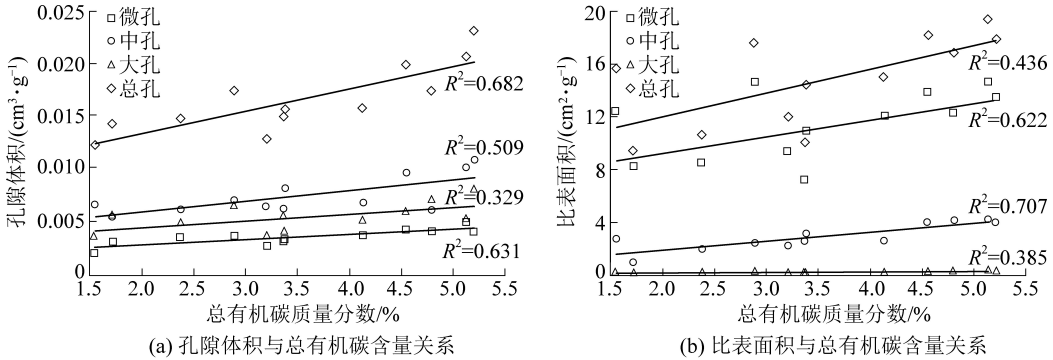 0.025
0.020
0.015
0.010
0.005
0
孔隙体积/(cm³·g⁻¹)
□ 微孔
○ 中孔
△ 大孔
◇ 总孔
R²=0.682
R²=0.509
R²=0.329
R²=0.631
1.5 2.0 2.5 3.0 3.5 4.0 4.5 5.0 5.5
总有机碳质量分数/%
(a) 孔隙体积与总有机碳含量关系
20
16
12
8
4
0
比表面积/(cm²·g⁻¹)
□ 微孔
○ 中孔
△ 大孔
◇ 总孔
R²=0.436
R²=0.622
R²=0.707
R²=0.385
1.5 2.0 2.5 3.0 3.5 4.0 4.5 5.0 5.5
总有机碳质量分数/%
(b) 比表面积与总有机碳含量关系